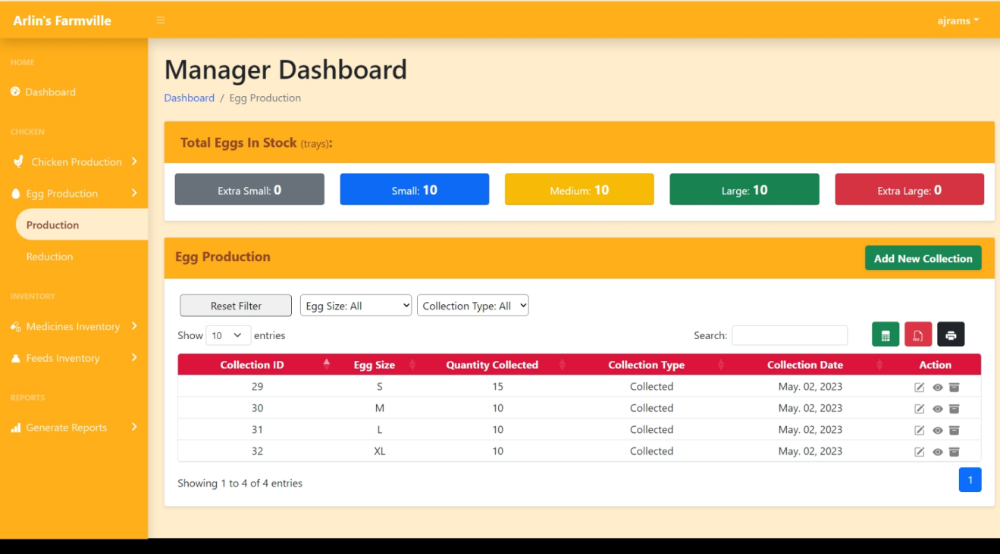 Arlin's Farmville
ajrams
HOME
Dashboard
CHICKEN
Chicken Production
Egg Production
Production
Reduction
INVENTORY
Medicines Inventory
Feeds Inventory
REPORTS
Generate Reports
Manager Dashboard
Dashboard / Egg Production
Total Eggs In Stock (trays):
Extra Small: 0 Small: 10 Medium: 10 Large: 10 Extra Large: 0
Egg Production Add New Collection
Reset Filter Egg Size: All Collection Type: All
Show 10 entries Search: PDF
Collection ID Egg Size Quantity Collected Collection Type Collection Date Action
29 S 15 Collected May. 02, 2023
30 M 10 Collected May. 02, 2023
31 L 10 Collected May. 02, 2023
32 XL 10 Collected May. 02, 2023
Showing 1 to 4 of 4 entries 1